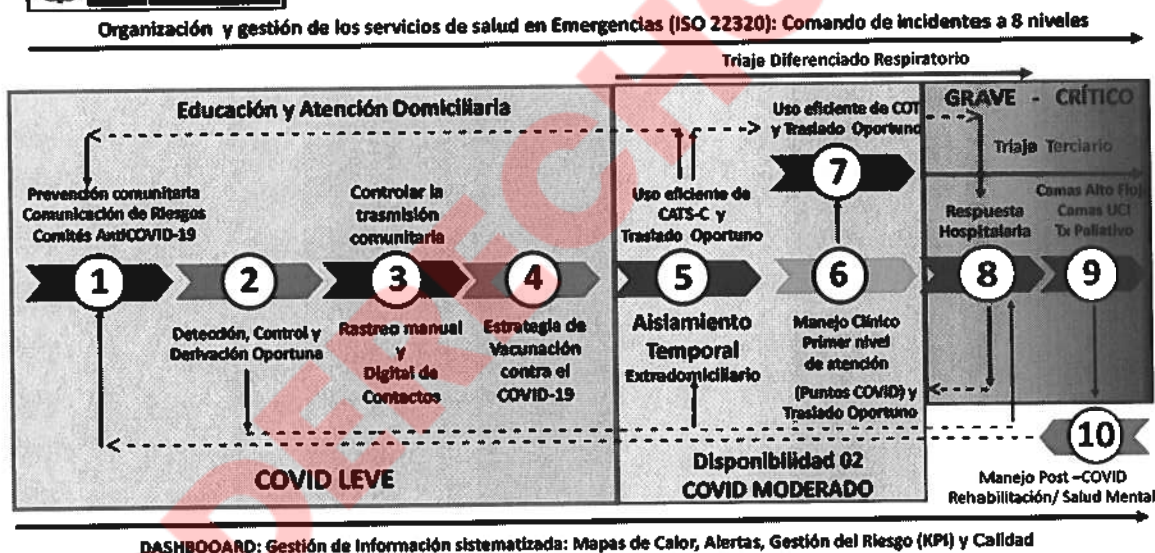 Organización y gestión de los servicios de salud en Emergencias (ISO 22320): Comando de incidentes a 8 niveles
Triaje Diferenciado Respiratorio
Educación y Atención Domiciliaria
Uso eficiente de COT
y Traslado Oportuno
GRAVE - CRÍTICO
Triaje Terciario
Prevención comunitaria
Comunicación de Riesgos
Comités AntiCOVID-19
Controlar la
trasmisión
comunitaria
Uso eficiente de
CATS-C y
Traslado Oportuno
7
Respuesta
Hospitalaria
Camas Alto Flujo
Camas UCI
Tx Paliativo
1
2
3
4
5
6
8
9
Detección, Control y
Derivación Oportuna
Rastreo manual
y
Digital de
Contactos
Estrategia de
Vacunación
contra el
COVID-19
Aislamiento
Temporal
Extradomiciliario
Manejo Clínico
Primer nivel
de atención
(Puntos COVID) y
Traslado Oportuno
10
COVID LEVE
Disponibilidad 02
COVID MODERADO
Manejo Post –COVID
Rehabilitación/ Salud Mental
DASHBOOARD: Gestión de Información sistematizada: Mapas de Calor, Alertas, Gestión del Riesgo (KPI) y Calidad
DERECHO